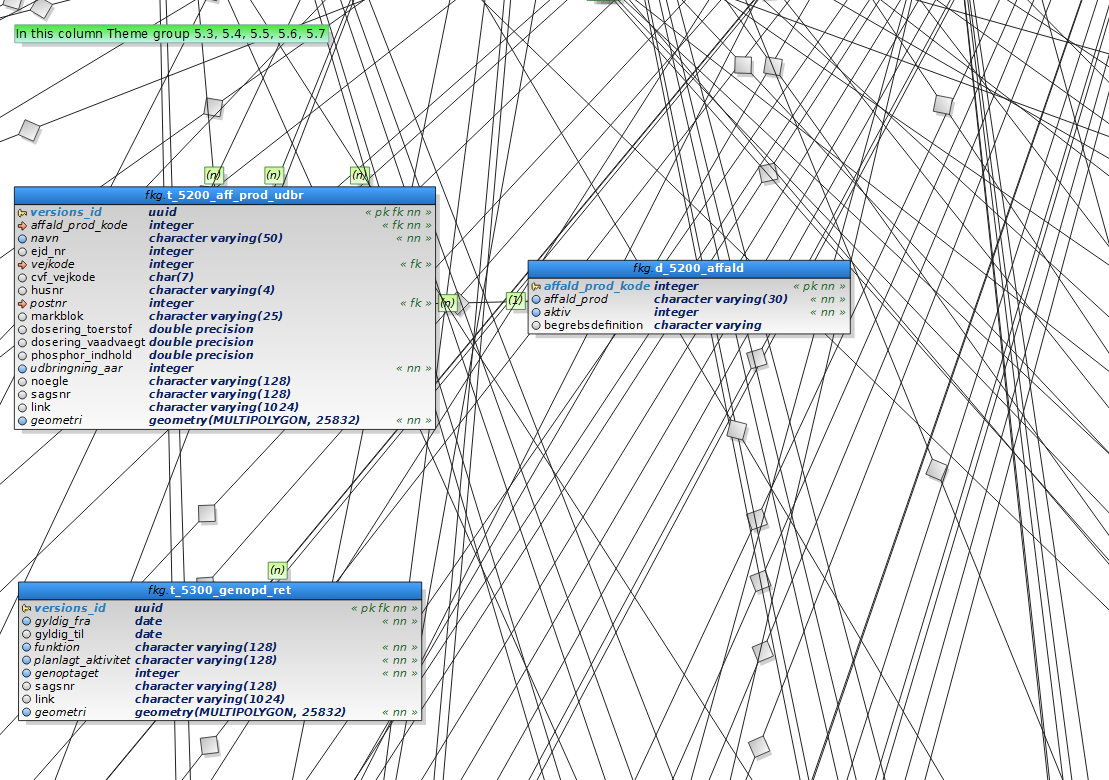 In this column Theme group 5.3, 5.4, 5.5, 5.6, 5.7
(n) (n) (n)
fkg.t_5200_aff_prod_udbr
versions_id uuid « pk fk nn »
affald_prod_kode integer « fk nn »
navn character varying(50) « nn »
ejd_nr integer
vejkode integer « fk »
cvf_vejkode char(7)
husnr character varying(4)
postnr integer « fk »
markblok character varying(25)
dosering_toerstof double precision
dosering_vaadvaegt double precision
phosphor_indhold double precision
udbringning_aar integer « nn »
noegle character varying(128)
sagsnr character varying(128)
link character varying(1024)
geometri geometry(MULTIPOLYGON, 25832) « nn »
(n) (1)
fkg.d_5200_affald
affald_prod_kode integer « pk nn »
affald_prod character varying(30) « nn »
aktiv integer « nn »
begrebsdefinition character varying
(n)
fkg.t_5300_genopd_ret
versions_id uuid « pk fk nn »
gyldig_fra date « nn »
gyldig_til date
funktion character varying(128) « nn »
planlagt_aktivitet character varying(128) « nn »
genoptaget integer « nn »
sagsnr character varying(128)
link character varying(1024)
geometri geometry(MULTIPOLYGON, 25832) « nn »